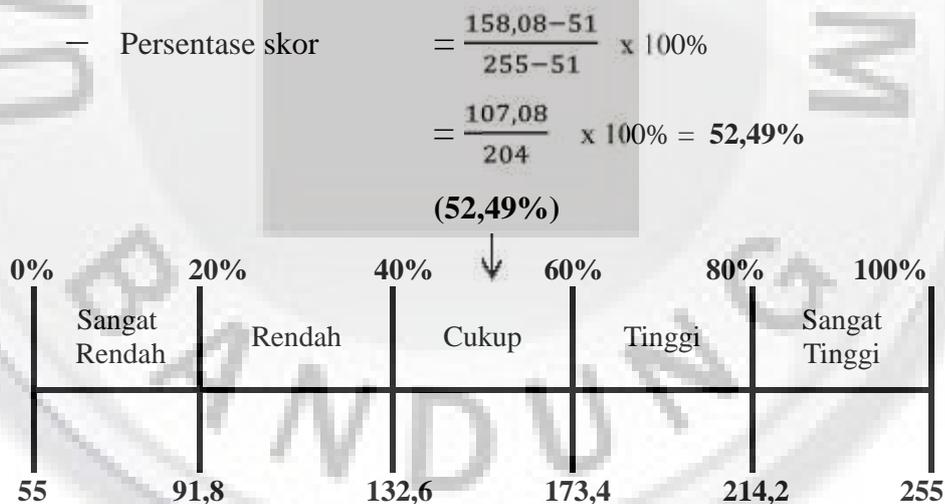 – Persentase skor = 158,08−51 / 255−51 x 100%
= 107,08 / 204 x 100% = 52,49%
(52,49%)
0% 20% 40% 60% 80% 100%
Sangat Rendah Rendah Cukup Tinggi Sangat Tinggi
55 91,8 132,6 173,4 214,2 255
U BANDUNG M